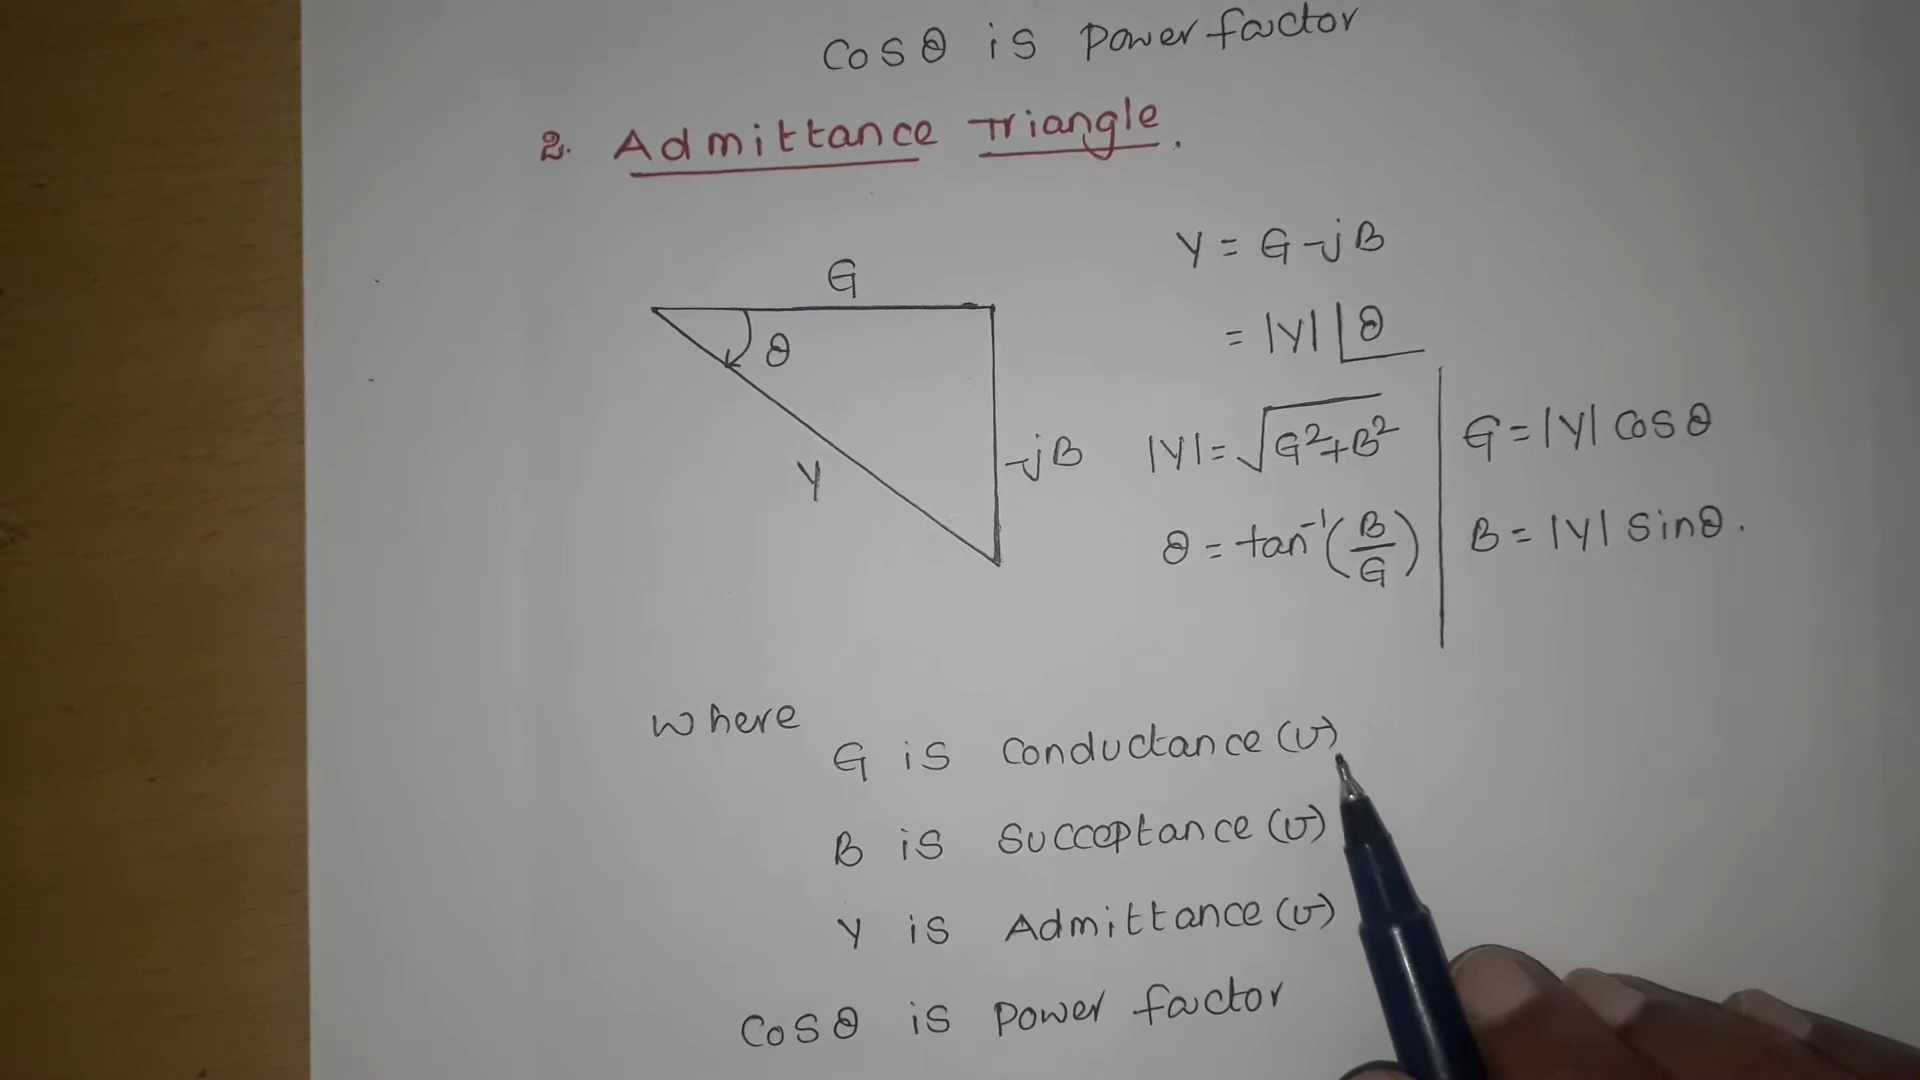 Cos θ is Power factor
2. Admittance Triangle.
G
θ
Y
-jB
Y = G-jB
= |Y| ∠θ
|Y| = √G²+B²
θ = tan⁻¹(B/G)
G = |Y| Cos θ
B = |Y| Sin θ.
Where
G is Conductance (℧)
B is Succeptance (℧)
Y is Admittance (℧)
Cos θ is Power factor